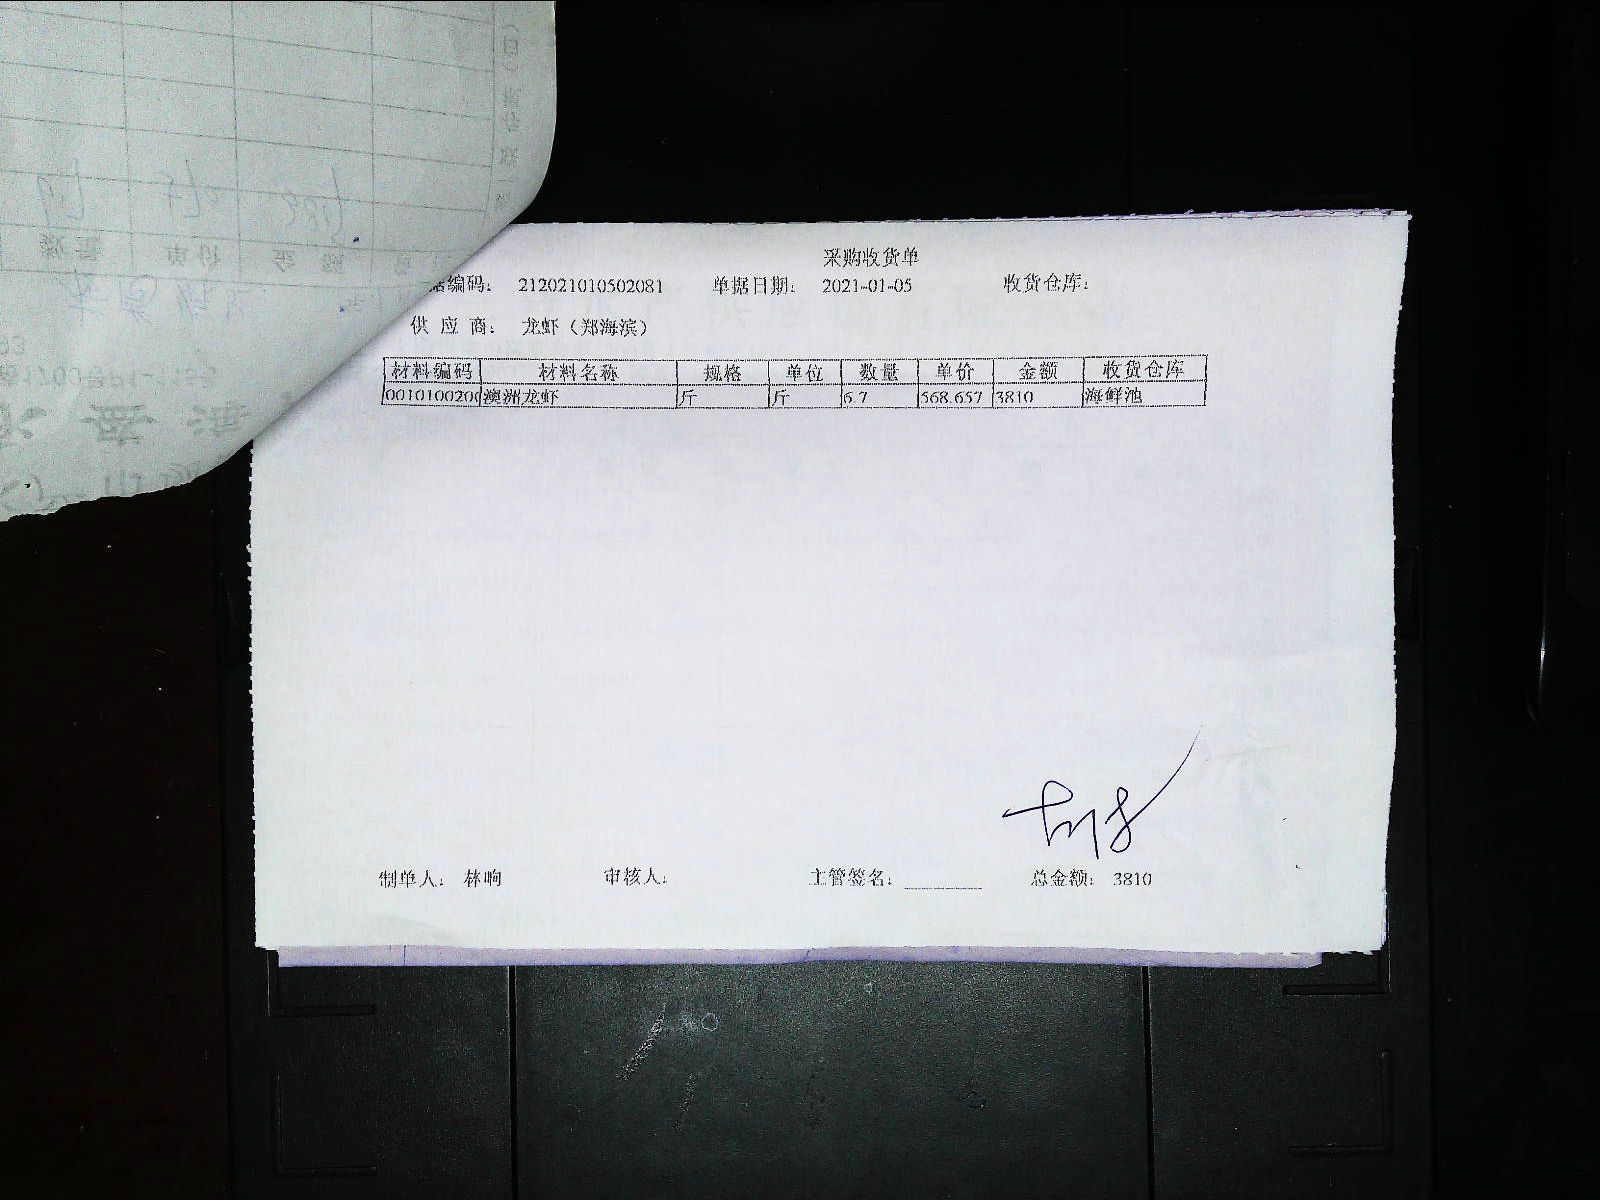 采购收货单
据编码：212021010502081 单据日期：2021-01-05 收货仓库：
供应商：龙虾（郑海滨）
材料编码 材料名称 规格 单位 数量 单价 金额 收货仓库
0010100200 澳洲龙虾 斤 斤 6.7 568.657 3810 海鲜池
制单人：林响 审核人： 主管签名： 总金额：3810